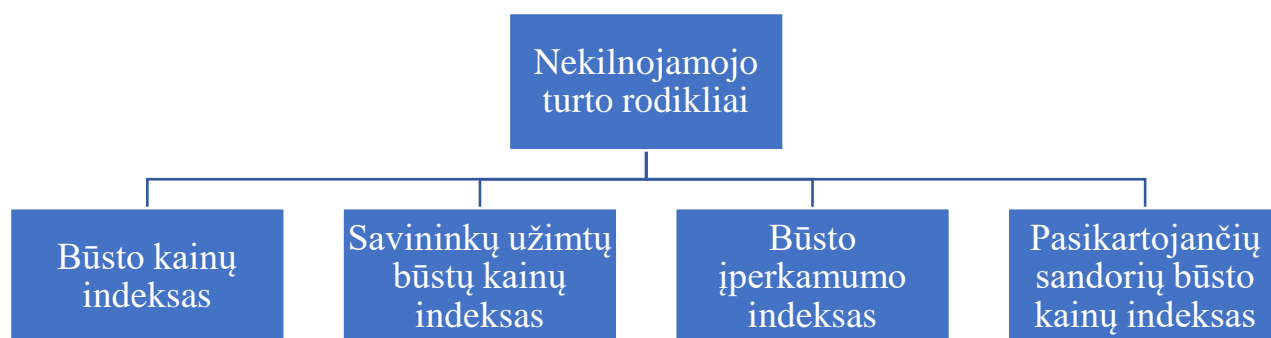 Nekilnojamojo
turto rodikliai
Būsto kainų
indeksas
Savininkų užimtų
būstų kainų
indeksas
Būsto
įperkamumo
indeksas
Pasikartojančių
sandorių būsto
kainų indeksas